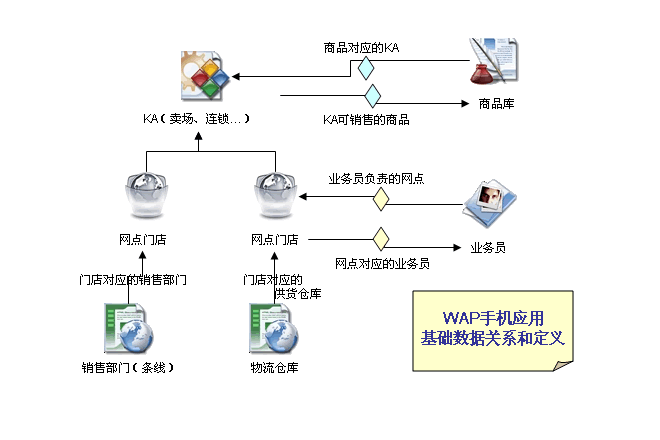 商品对应的KA
KA（卖场、连锁...）
KA可销售的商品
商品库
业务员负责的网点
网点门店
网点门店
业务员
网点对应的业务员
门店对应的销售部门
门店对应的
供货仓库
WAP手机应用
基础数据关系和定义
销售部门（条线）
物流仓库